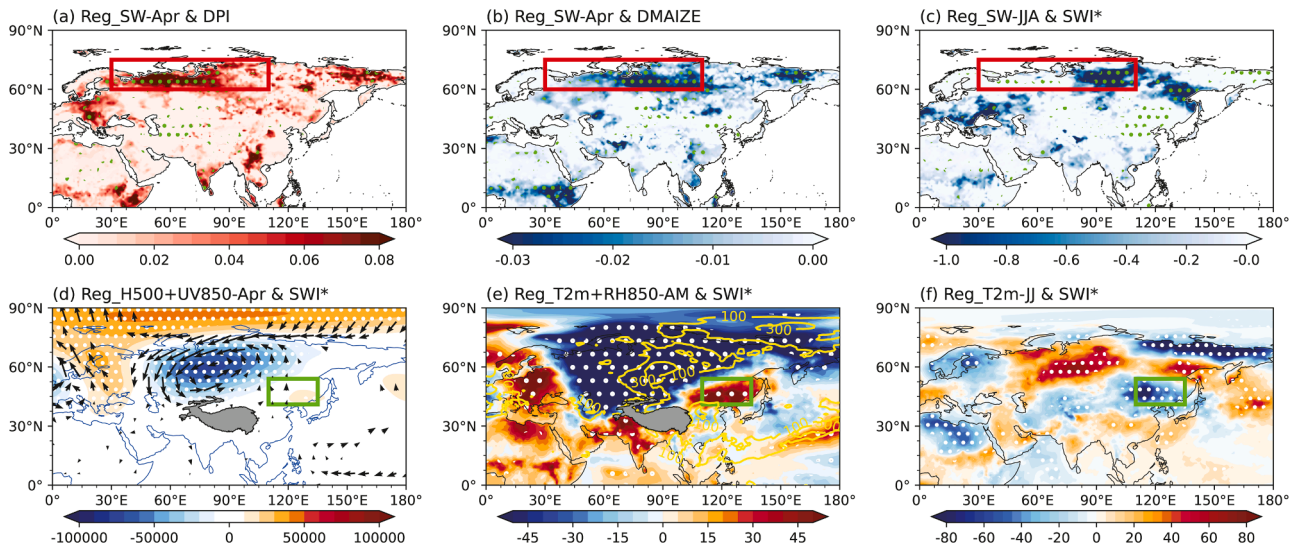 (a) Reg_SW-Apr & DPI
(b) Reg_SW-Apr & DMAIZE
(c) Reg_SW-JJA & SWI*
90°N 90°N 90°N
60°N 60°N 60°N
30°N 30°N 30°N
0° 0° 0°
0° 30°E 60°E 90°E 120°E 150°E 180° 0° 30°E 60°E 90°E 120°E 150°E 180° 0° 30°E 60°E 90°E 120°E 150°E 180°
0.00 0.02 0.04 0.06 0.08 -0.03 -0.02 -0.01 0.00 -1.0 -0.8 -0.6 -0.4 -0.2 -0.0
(d) Reg_H500+UV850-Apr & SWI*
(e) Reg_T2m+RH850-AM & SWI*
(f) Reg_T2m-JJ & SWI*
90°N 90°N 100 90°N
300
60°N 60°N 60°N
300 100
30°N 30°N 30°N
0° 0° 0°
0° 30°E 60°E 90°E 120°E 150°E 180° 0° 30°E 60°E 90°E 120°E 150°E 180° 0° 30°E 60°E 90°E 120°E 150°E 180°
-100000 -50000 0 50000 100000 -45 -30 -15 0 15 30 45 -80 -60 -40 -20 0 20 40 60 80